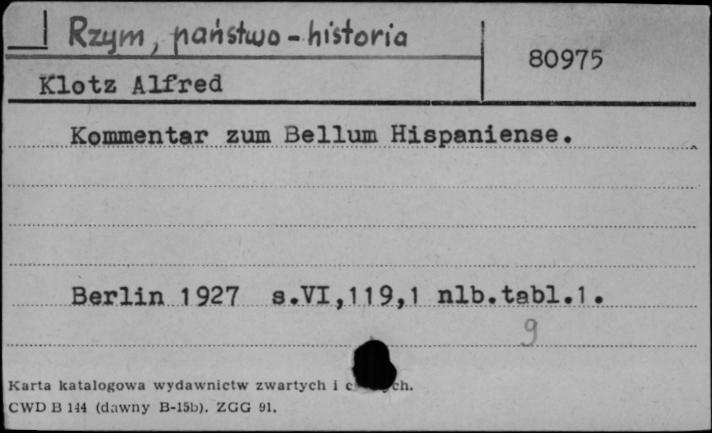 Rzym, państwo - historia
80975
Klotz Alfred
Kommentar zum Bellum Hispaniense.
Berlin 1927 s.VI,119,1 nlb.tabl.1.
9
Karta katalogowa wydawnictw zwartych i
CWD B 144 (dawny B-15b). ZGG 91.